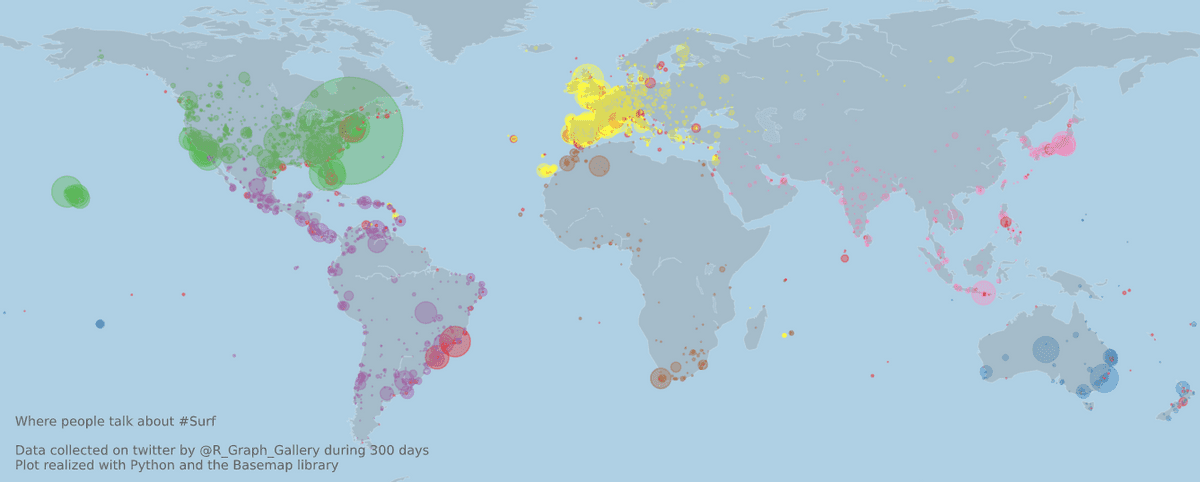 Where people talk about #Surf
Data collected on twitter by @R_Graph_Gallery during 300 days
Plot realized with Python and the Basemap library